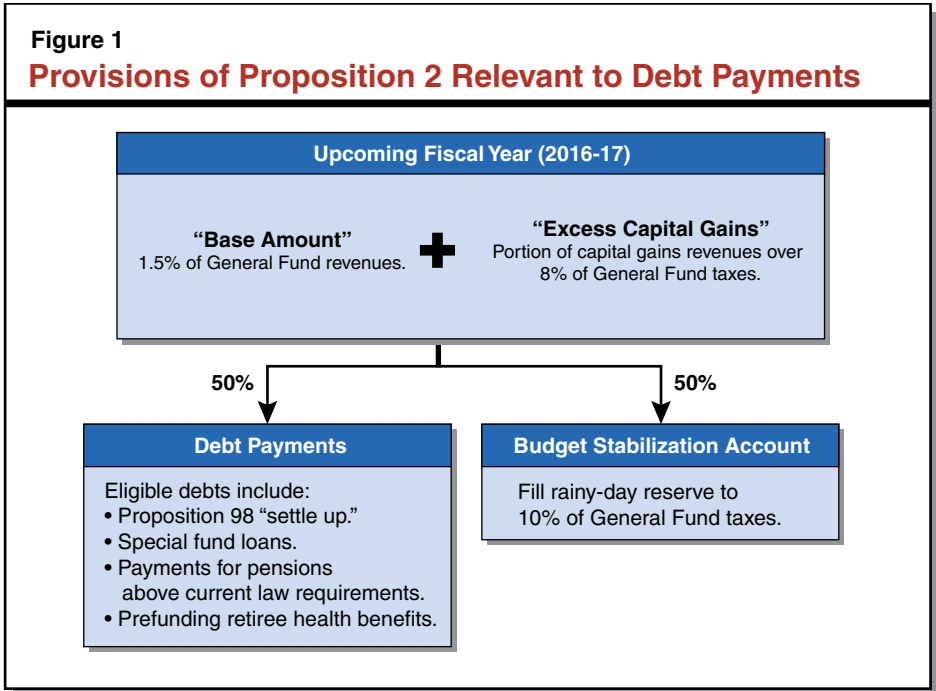 Figure 1
Provisions of Proposition 2 Relevant to Debt Payments
Upcoming Fiscal Year (2016-17)
“Base Amount”
1.5% of General Fund revenues.
+
“Excess Capital Gains”
Portion of capital gains revenues over
8% of General Fund taxes.
50%
50%
Debt Payments
Eligible debts include:
• Proposition 98 “settle up.”
• Special fund loans.
• Payments for pensions
above current law requirements.
• Prefunding retiree health benefits.
Budget Stabilization Account
Fill rainy-day reserve to
10% of General Fund taxes.